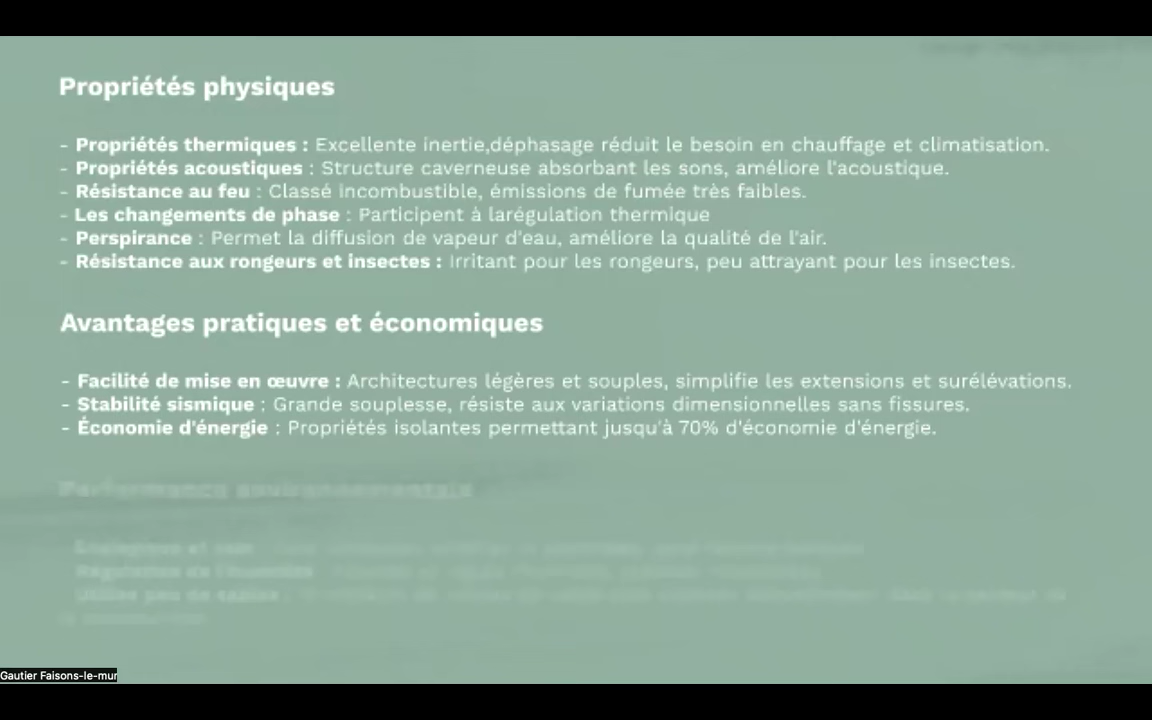 Propriétés physiques
- Propriétés thermiques : Excellente inertie,déphasage réduit le besoin en chauffage et climatisation.
- Propriétés acoustiques : Structure caverneuse absorbant les sons, améliore l'acoustique.
- Résistance au feu : Classé incombustible, émissions de fumée très faibles.
- Les changements de phase : Participent à larégulation thermique
- Perspirance : Permet la diffusion de vapeur d'eau, améliore la qualité de l'air.
- Résistance aux rongeurs et insectes : Irritant pour les rongeurs, peu attrayant pour les insectes.
Avantages pratiques et économiques
- Facilité de mise en œuvre : Architectures légères et souples, simplifie les extensions et surélévations.
- Stabilité sismique : Grande souplesse, résiste aux variations dimensionnelles sans fissures.
- Économie d'énergie : Propriétés isolantes permettant jusqu'à 70% d'économie d'énergie.
Performance environnementale
Gautier Faisons-le-mur